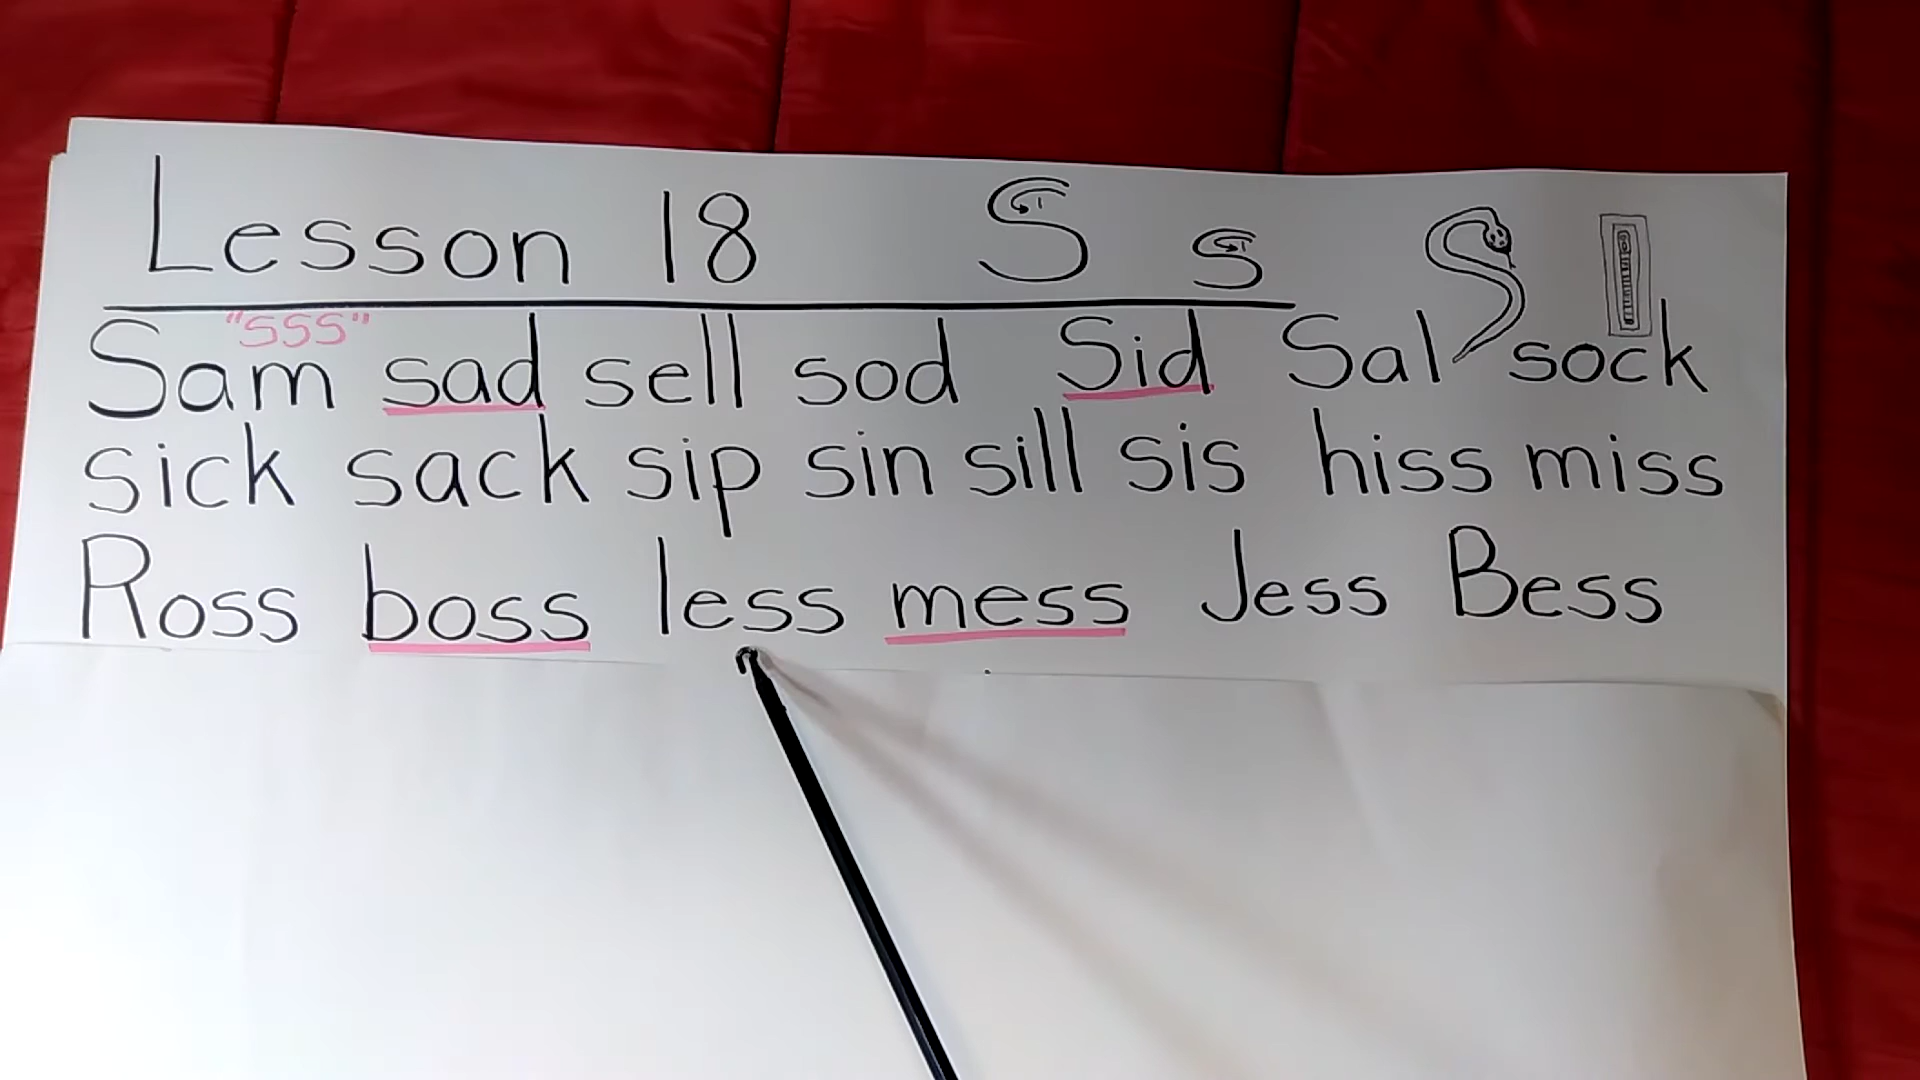 Lesson 18 S s
"sss"
Sam sad sell sod Sid Sal sock
sick sack sip sin sill sis hiss miss
Ross boss less mess Jess Bess